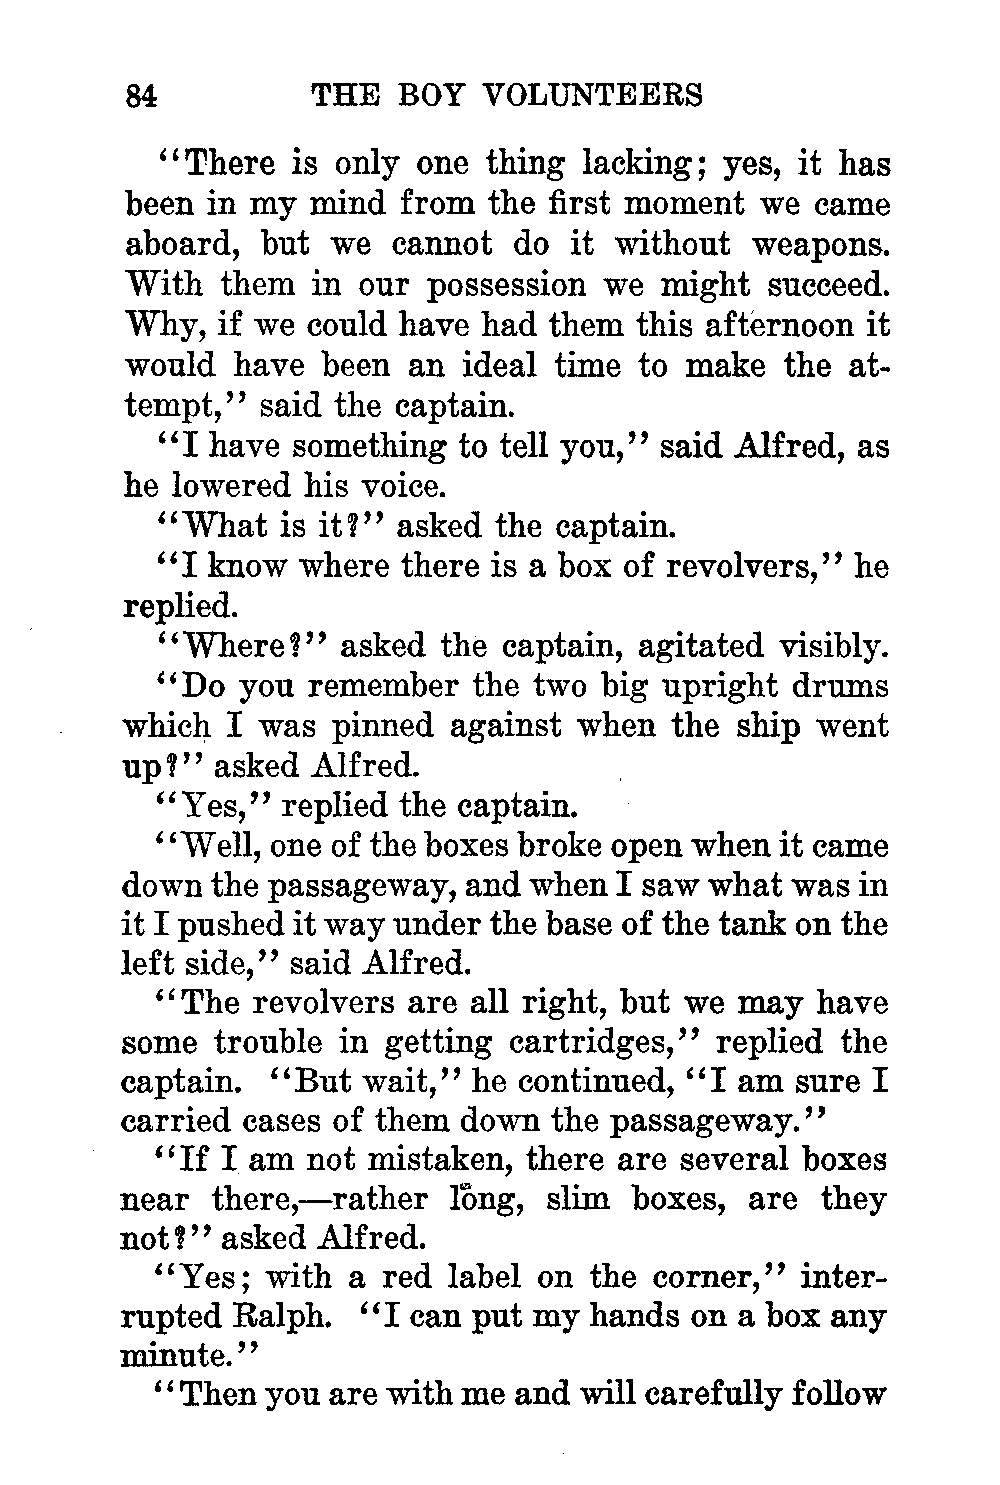 84 THE BOY VOLUNTEERS
"There is only one thing lacking; yes, it has
been in my mind from the first moment we came
aboard, but we cannot do it without weapons.
With them in our possession we might succeed.
Why, if we could have had them this afternoon it
would have been an ideal time to make the at-
tempt," said the captain.
"I have something to tell you," said Alfred, as
he lowered his voice.
"What is it?" asked the captain.
"I know where there is a box of revolvers," he
replied.
"Where?" asked the captain, agitated visibly.
"Do you remember the two big upright drums
which I was pinned against when the ship went
up?" asked Alfred.
"Yes," replied the captain.
"Well, one of the boxes broke open when it came
down the passageway, and when I saw what was in
it I pushed it way under the base of the tank on the
left side," said Alfred.
"The revolvers are all right, but we may have
some trouble in getting cartridges," replied the
captain. "But wait," he continued, "I am sure I
carried cases of them down the passageway."
"If I am not mistaken, there are several boxes
near there,—rather long, slim boxes, are they
not?" asked Alfred.
"Yes; with a red label on the corner," inter-
rupted Ralph. "I can put my hands on a box any
minute."
"Then you are with me and will carefully follow